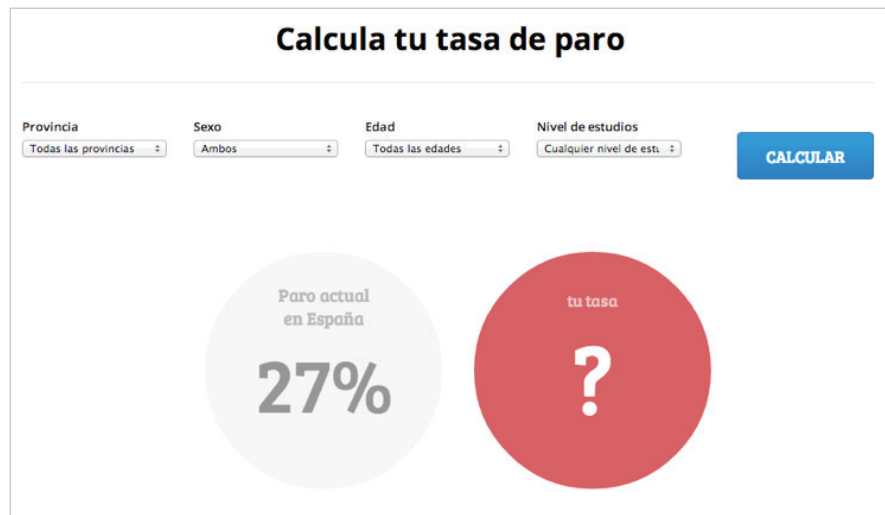 Calcula tu tasa de paro
Provincia Sexo Edad Nivel de estudios
Todas las provincias Ambos Todas las edades Cualquier nivel de estu
CALCULAR
Paro actual
en España
27%
tu tasa
?